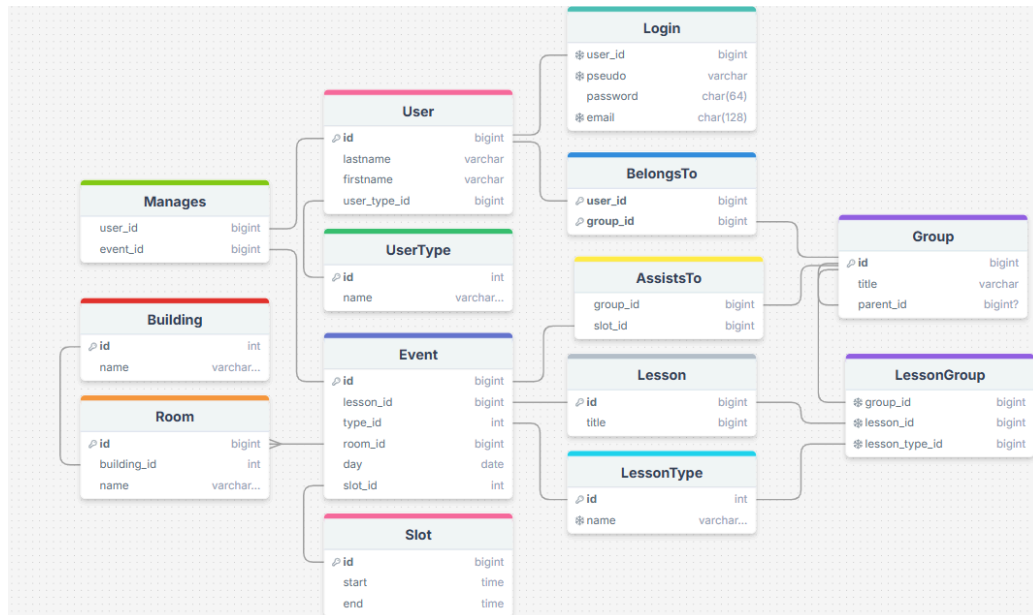 Login
user_id bigint
pseudo varchar
password char(64)
email char(128)
User
id bigint
lastname varchar
firstname varchar
user_type_id bigint
BelongsTo
user_id bigint
group_id bigint
Manages
user_id bigint
event_id bigint
Group
id bigint
title varchar
parent_id bigint?
UserType
id int
name varchar...
AssistsTo
group_id bigint
slot_id bigint
Building
id int
name varchar...
Event
id bigint
lesson_id bigint
type_id int
room_id bigint
day date
slot_id int
Lesson
id bigint
title bigint
LessonGroup
group_id bigint
lesson_id bigint
lesson_type_id bigint
Room
id bigint
building_id int
name varchar...
LessonType
id int
name varchar...
Slot
id bigint
start time
end time